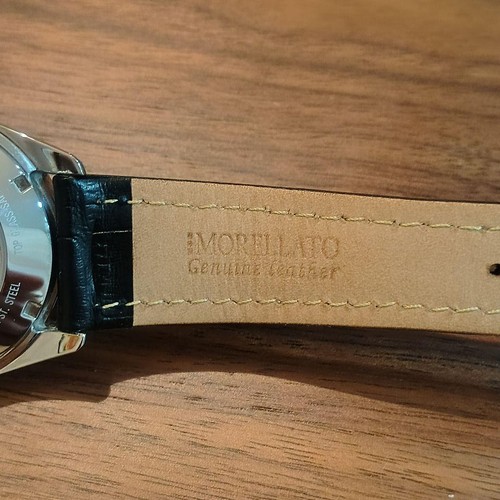 MORELLATO
Genuine leather
ST. STEEL